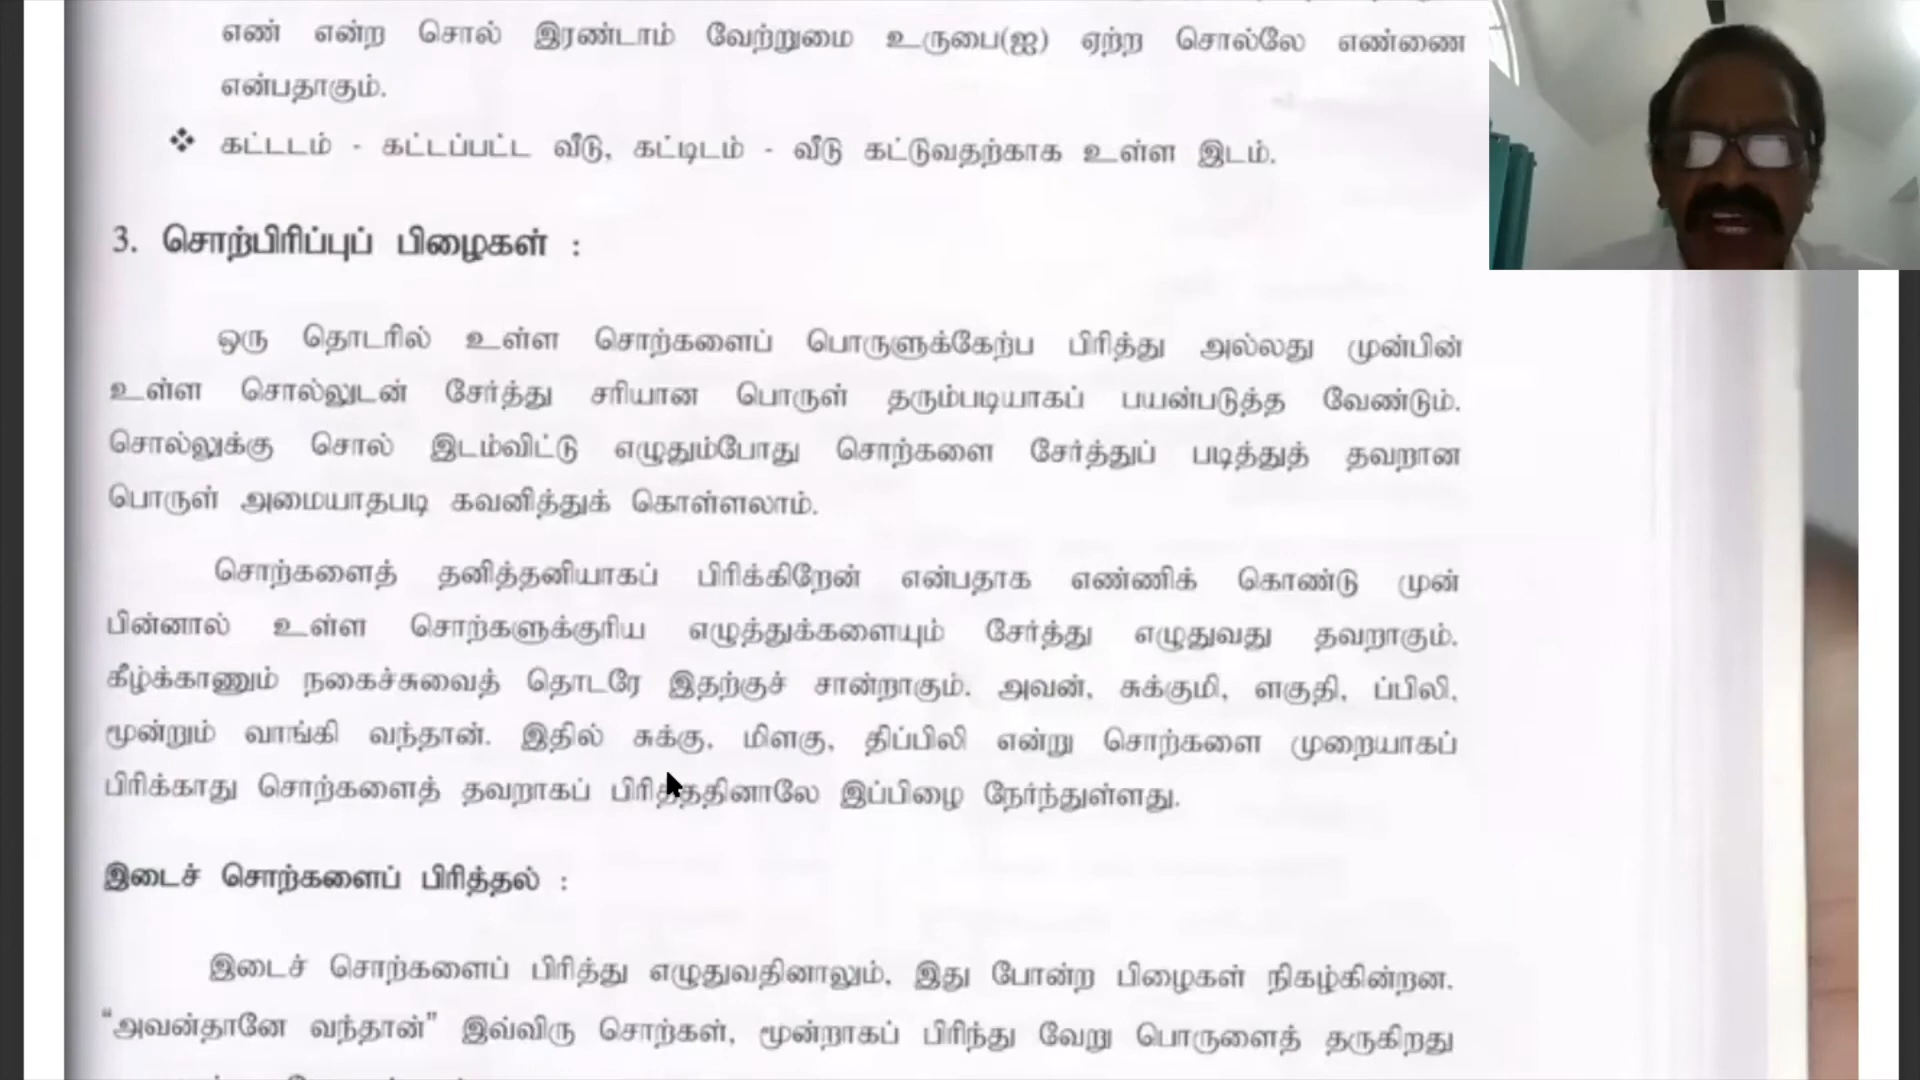 எண் என்ற சொல் இரண்டாம் வேற்றுமை உருபை(ஐ) ஏற்ற சொல்லே எண்ணை
என்பதாகும்.
❖ கட்டடம் - கட்டப்பட்ட வீடு, கட்டிடம் - வீடு கட்டுவதற்காக உள்ள இடம்.
3. சொற்பிரிப்புப் பிழைகள் :
ஒரு தொடரில் உள்ள சொற்களைப் பொருளுக்கேற்ப பிரித்து அல்லது முன்பின்
உள்ள சொல்லுடன் சேர்த்து சரியான பொருள் தரும்படியாகப் பயன்படுத்த வேண்டும்.
சொல்லுக்கு சொல் இடம்விட்டு எழுதும்போது சொற்களை சேர்த்துப் படித்துத் தவறான
பொருள் அமையாதபடி கவனித்துக் கொள்ளலாம்.
சொற்களைத் தனித்தனியாகப் பிரிக்கிறேன் என்பதாக எண்ணிக் கொண்டு முன்
பின்னால் உள்ள சொற்களுக்குரிய எழுத்துக்களையும் சேர்த்து எழுதுவது தவறாகும்.
கீழ்க்காணும் நகைச்சுவைத் தொடரே இதற்குச் சான்றாகும். அவன், சுக்குமி, ளகுதி, ப்பிலி,
மூன்றும் வாங்கி வந்தான். இதில் சுக்கு, மிளகு, திப்பிலி என்று சொற்களை முறையாகப்
பிரிக்காது சொற்களைத் தவறாகப் பிரித்ததினாலே இப்பிழை நேர்ந்துள்ளது.
இடைச் சொற்களைப் பிரித்தல் :
இடைச் சொற்களைப் பிரித்து எழுதுவதினாலும், இது போன்ற பிழைகள் நிகழ்கின்றன.
“அவன்தானே வந்தான்” இவ்விரு சொற்கள், மூன்றாகப் பிரிந்து வேறு பொருளைத் தருகிறது